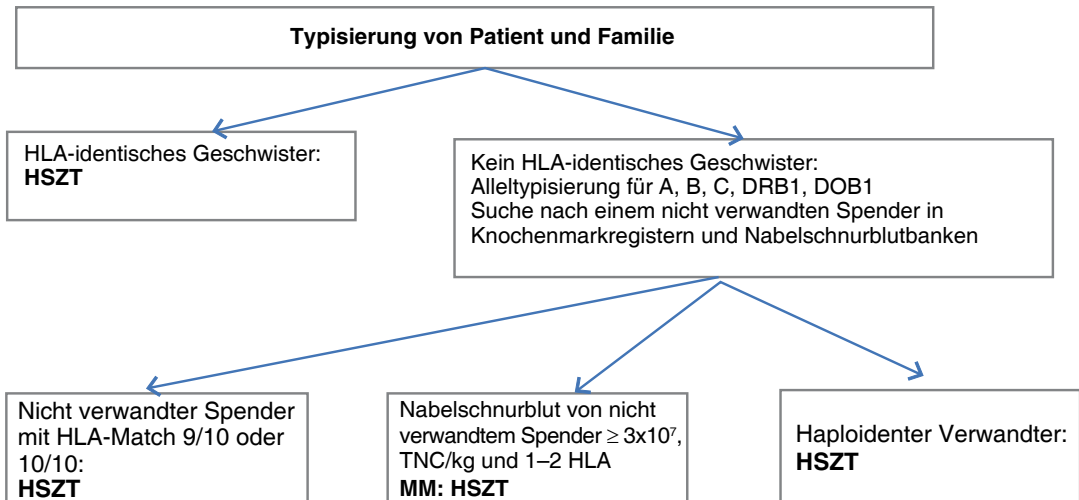 Typisierung von Patient und Familie
HLA-identisches Geschwister:
HSZT
Kein HLA-identisches Geschwister:
Alleltypisierung für A, B, C, DRB1, DOB1
Suche nach einem nicht verwandten Spender in
Knochenmarkregistern und Nabelschnurblutbanken
Nicht verwandter Spender
mit HLA-Match 9/10 oder
10/10:
HSZT
Nabelschnurblut von nicht
verwandtem Spender ≥ 3x10⁷,
TNC/kg und 1–2 HLA
MM: HSZT
Haploidenter Verwandter:
HSZT